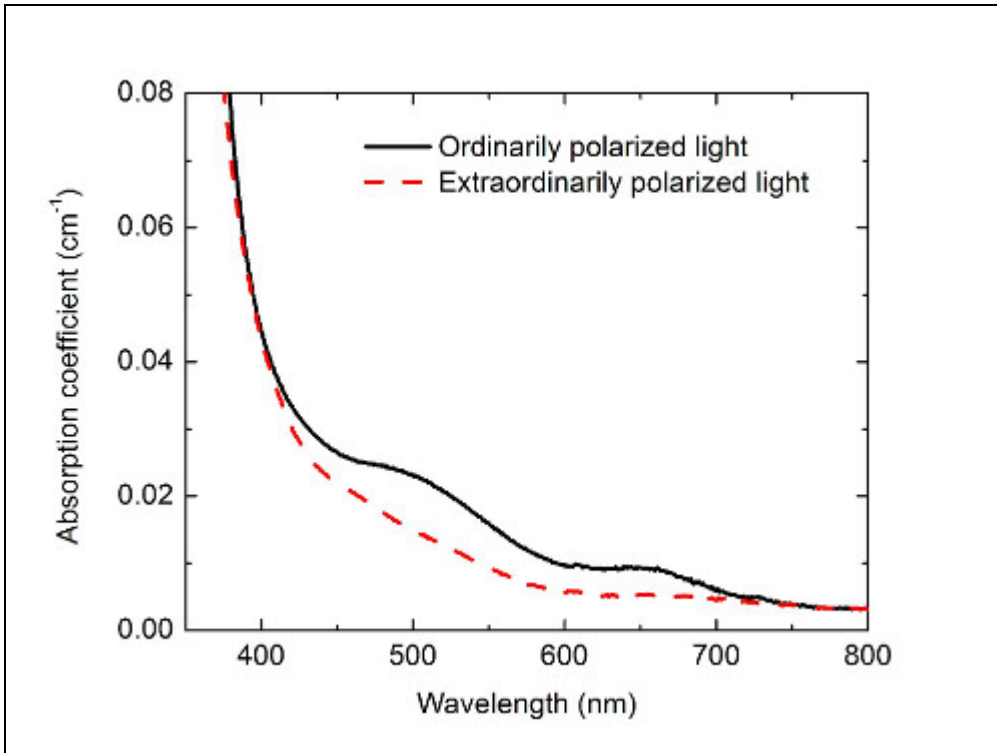 0.08
0.06
0.04
0.02
0.00
Absorption coefficient (cm⁻¹)
Ordinarily polarized light
Extraordinarily polarized light
400 500 600 700 800
Wavelength (nm)